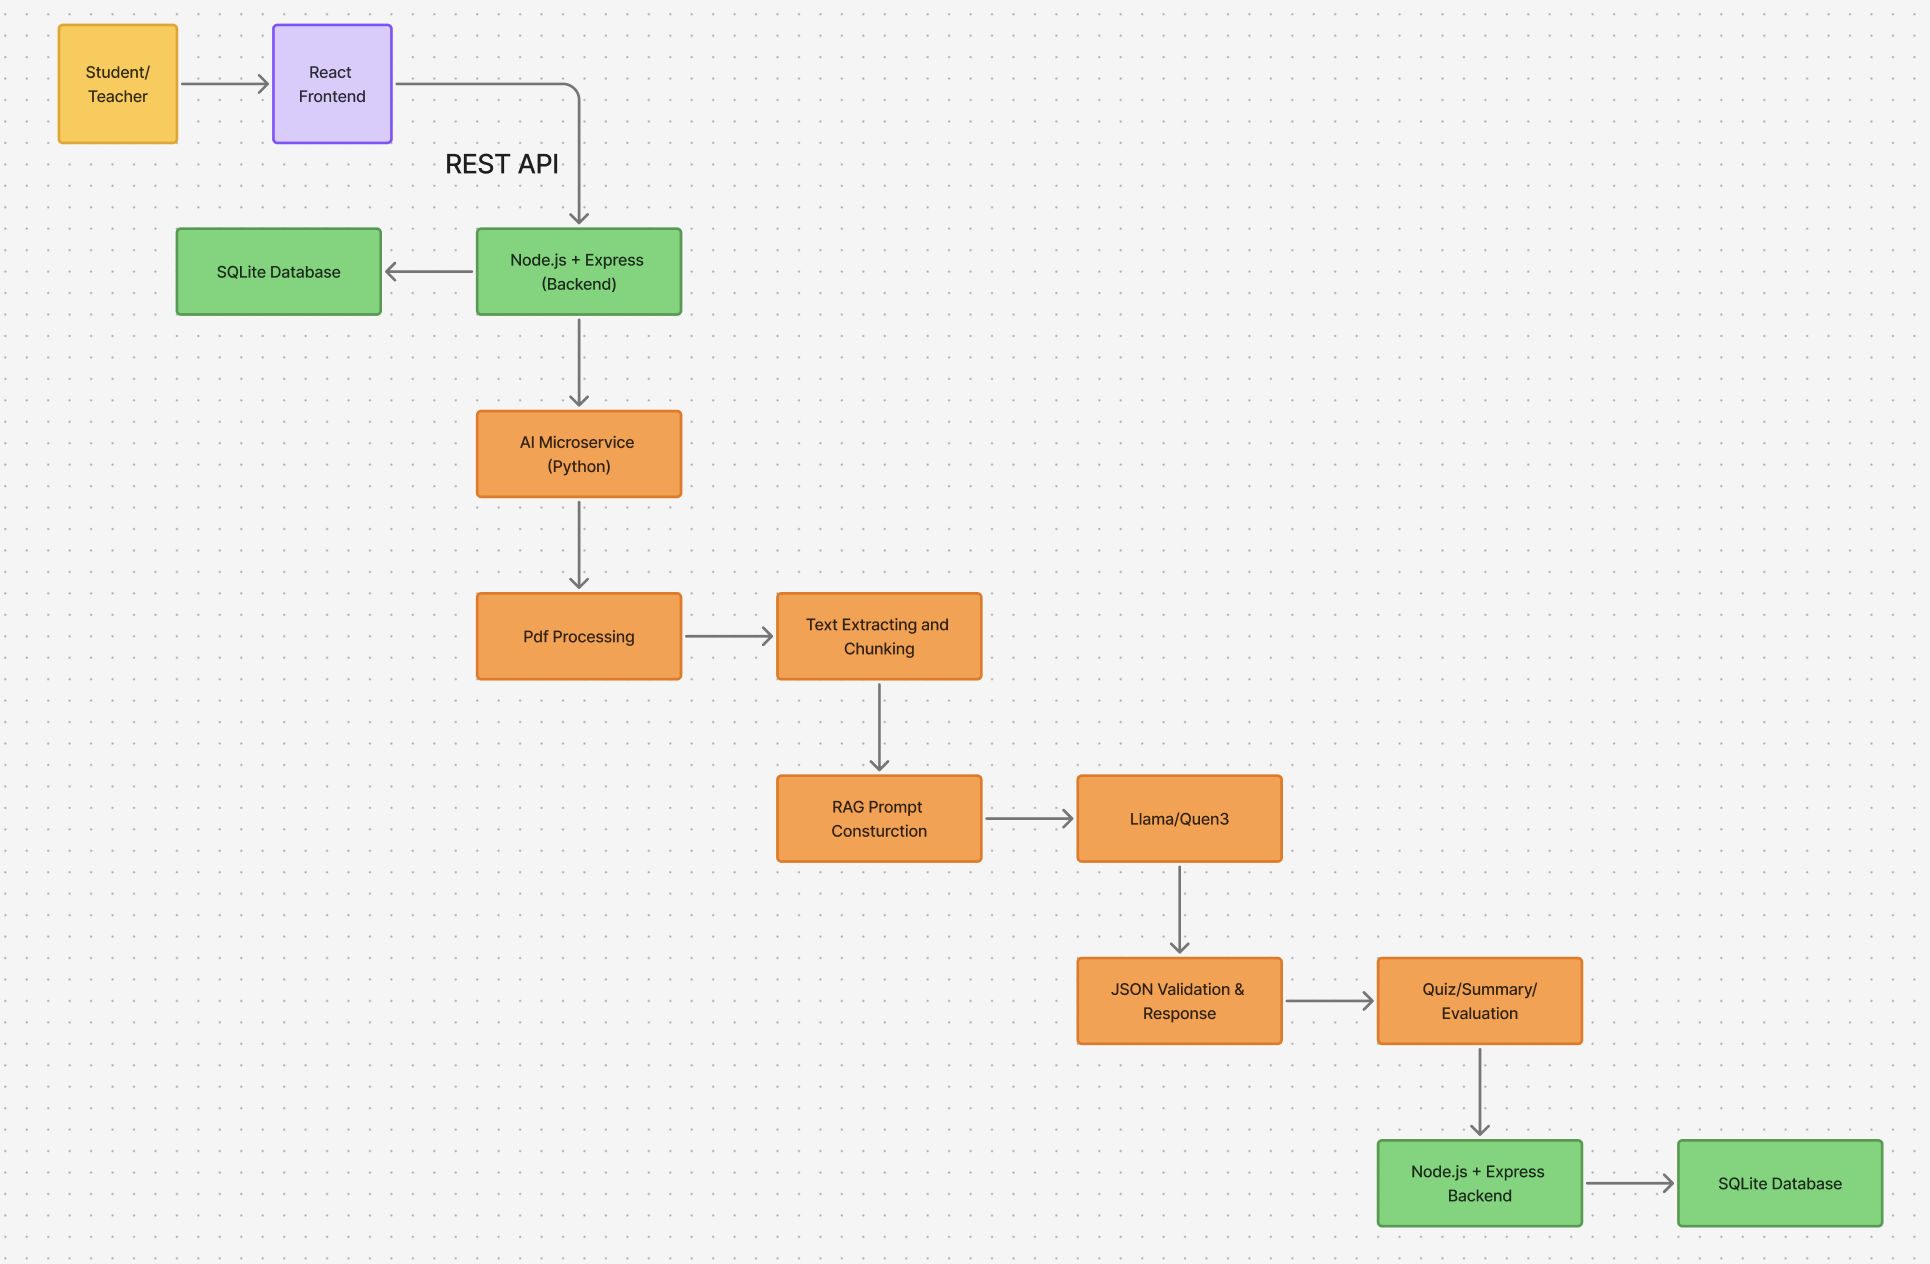 Student/
Teacher
React
Frontend
REST API
SQLite Database
Node.js + Express
(Backend)
AI Microservice
(Python)
Pdf Processing
Text Extracting and
Chunking
RAG Prompt
Consturction
Llama/Quen3
JSON Validation &
Response
Quiz/Summary/
Evaluation
Node.js + Express
Backend
SQLite Database